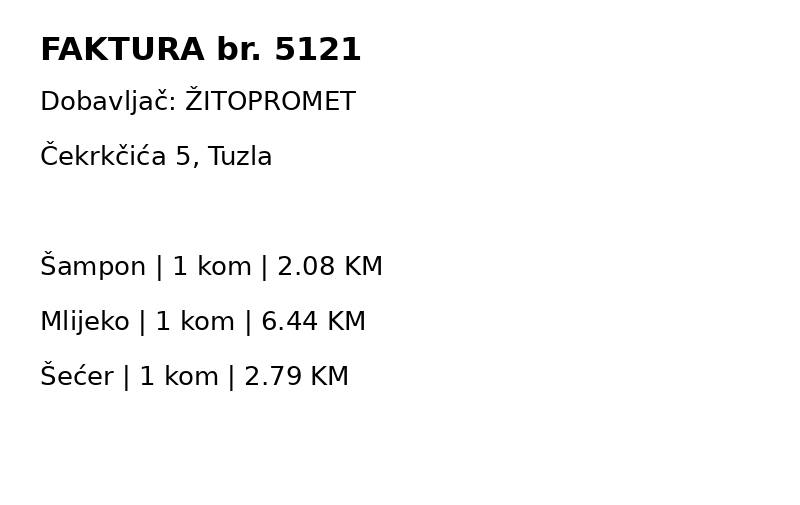 FAKTURA br. 5121
Dobavljač: ŽITOPROMET
Čekrkčića 5, Tuzla
Šampon | 1 kom | 2.08 KM
Mlijeko | 1 kom | 6.44 KM
Šećer | 1 kom | 2.79 KM